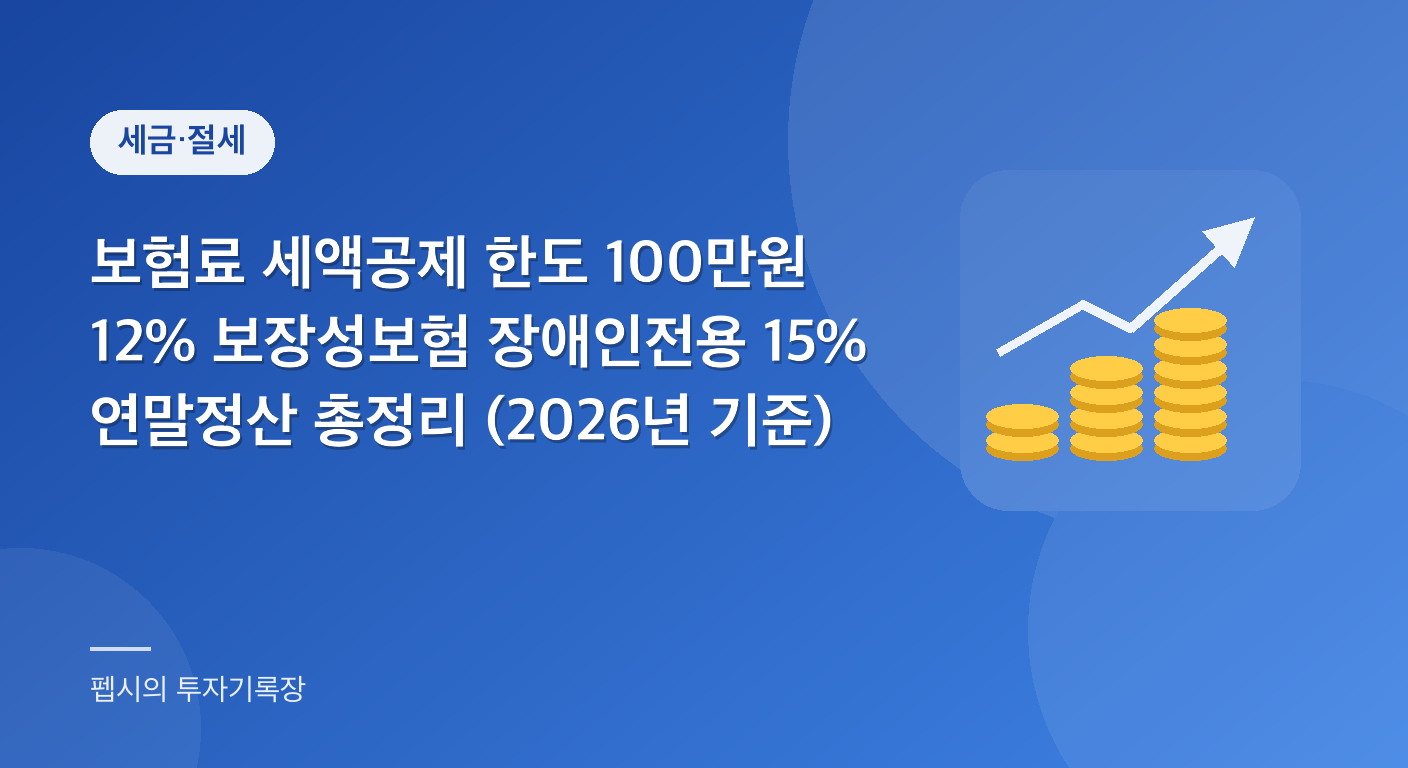 세금·절세
보험료 세액공제 한도 100만원
12% 보장성보험 장애인전용 15%
연말정산 총정리 (2026년 기준)
펩시의 투자기록장